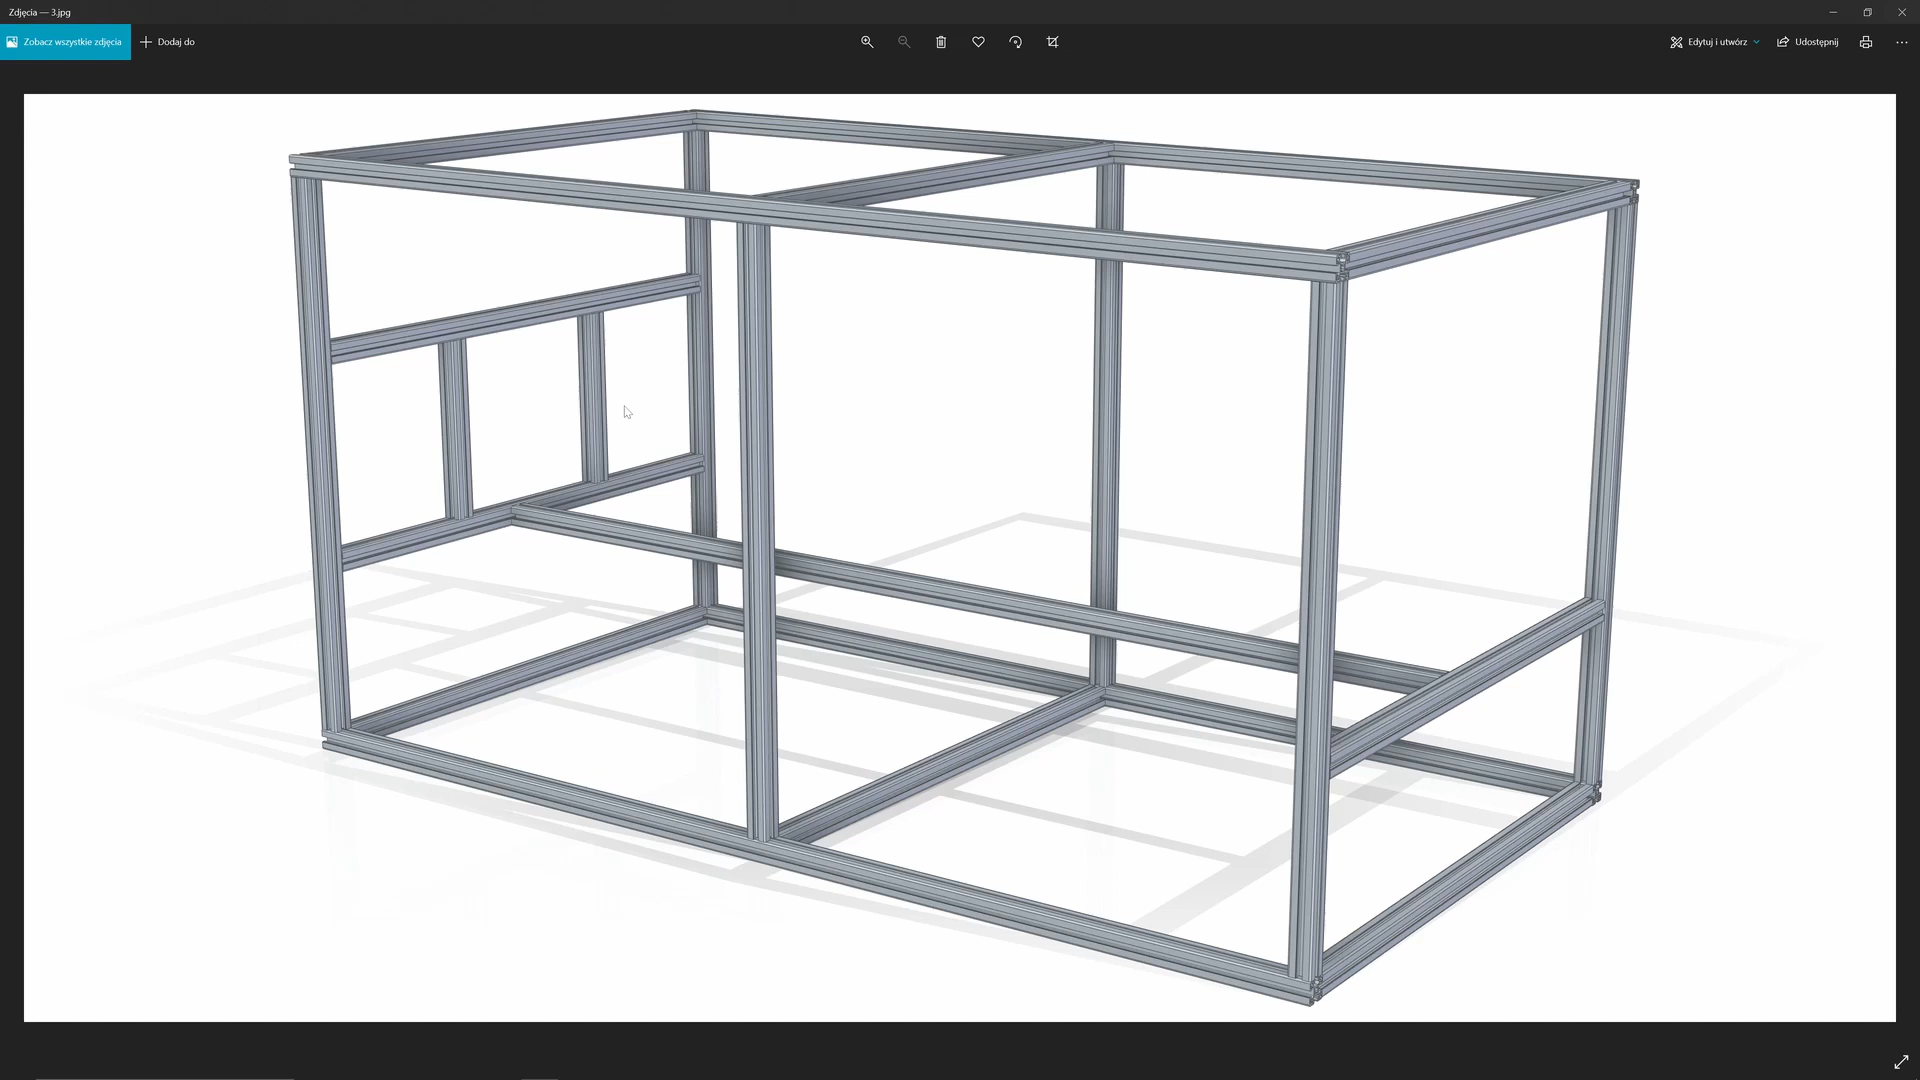 Zdjęcia — 3.jpg
Zobacz wszystkie zdjęcia
Dodaj do
Edytuj i utwórz
Udostępnij